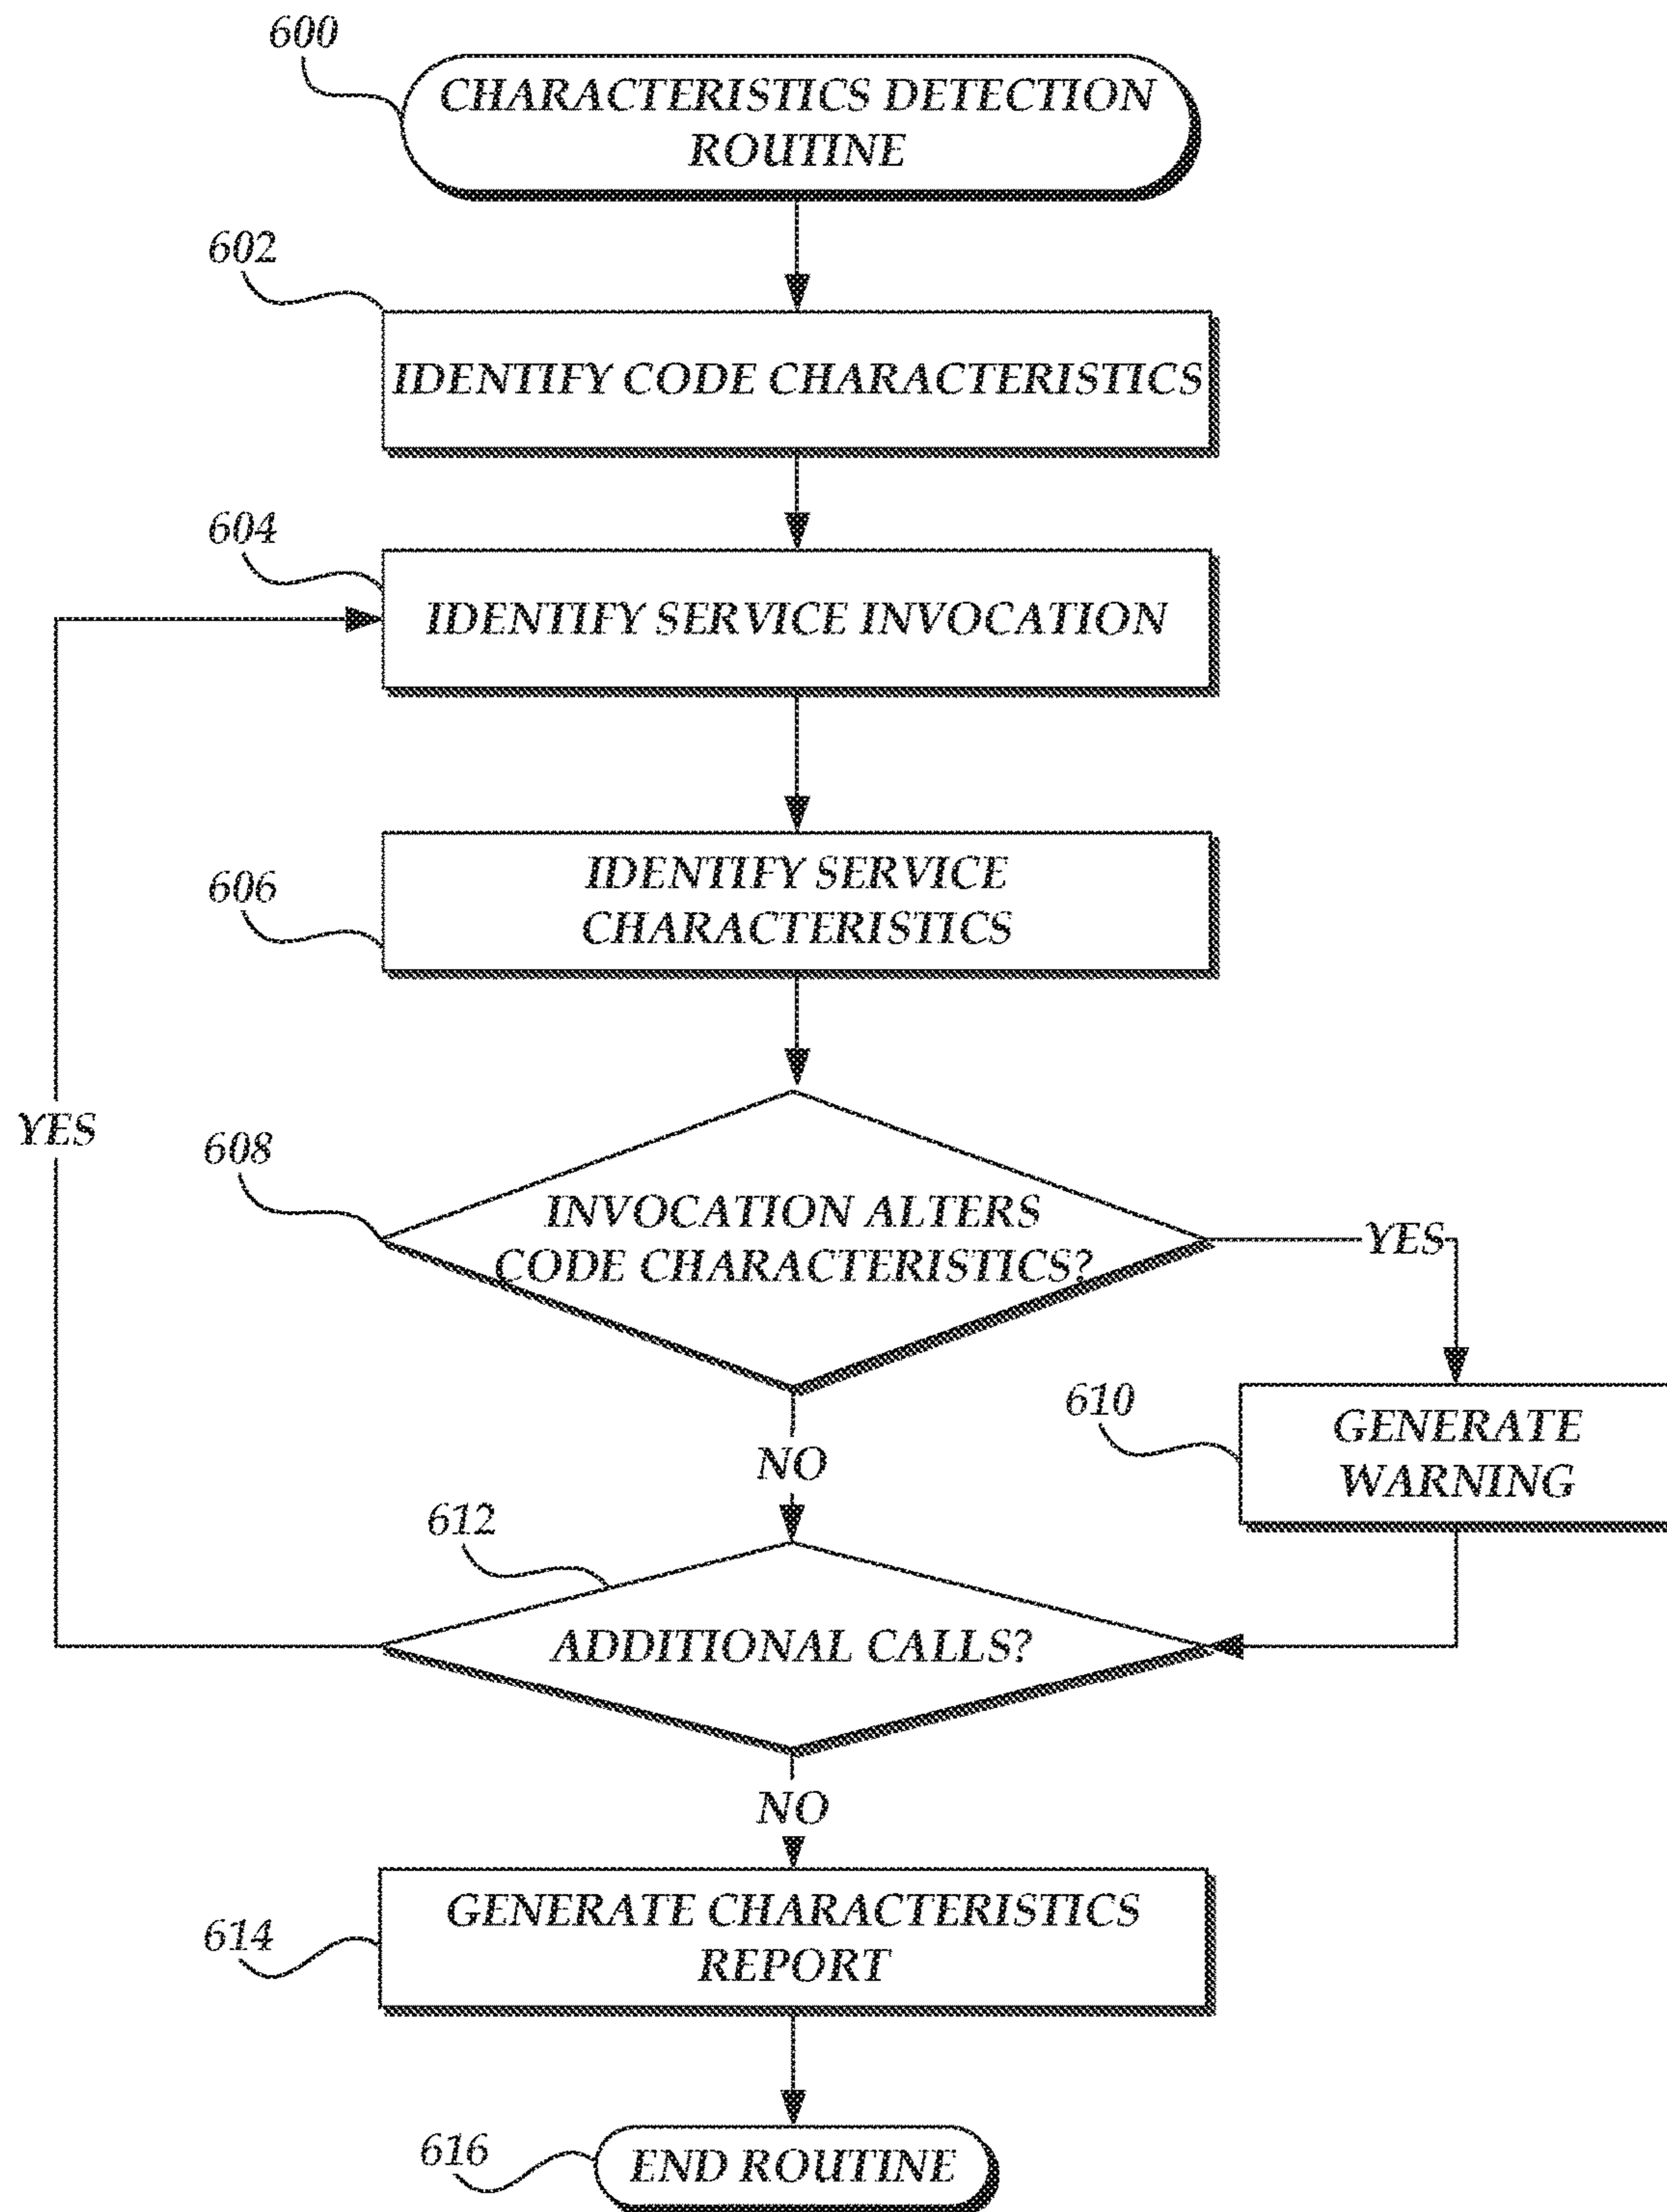 600
CHARACTERISTICS DETECTION
ROUTINE
602
IDENTIFY CODE CHARACTERISTICS
604
IDENTIFY SERVICE INVOCATION
606
IDENTIFY SERVICE
CHARACTERISTICS
YES
608
INVOCATION ALTERS
CODE CHARACTERISTICS?
YES
610
GENERATE
WARNING
NO
612
ADDITIONAL CALLS?
NO
614
GENERATE CHARACTERISTICS
REPORT
616
END ROUTINE